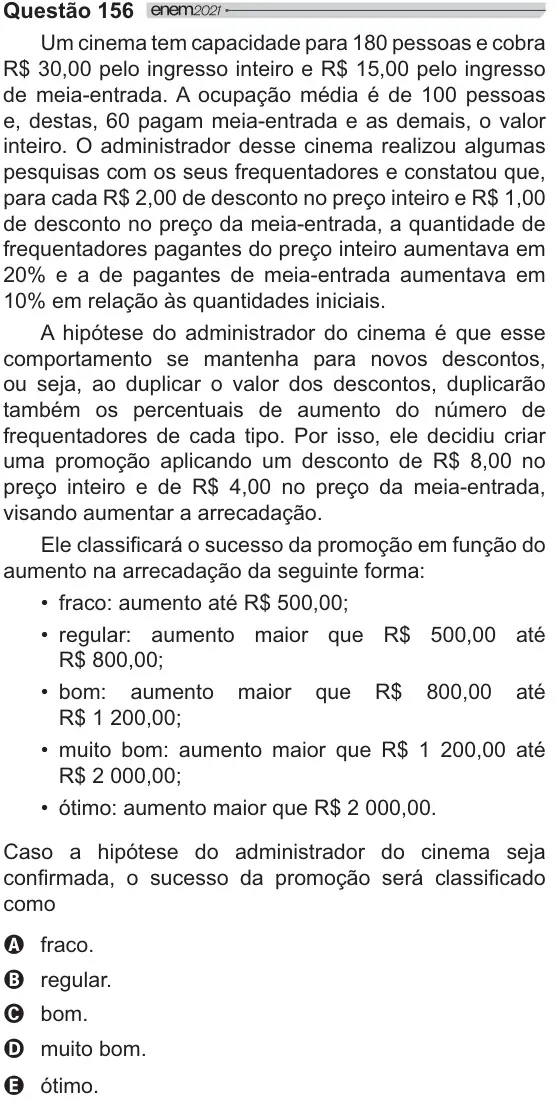 Questão 156 enem2021
Um cinema tem capacidade para 180 pessoas e cobra
R$ 30,00 pelo ingresso inteiro e R$ 15,00 pelo ingresso
de meia-entrada. A ocupação média é de 100 pessoas
e, destas, 60 pagam meia-entrada e as demais, o valor
inteiro. O administrador desse cinema realizou algumas
pesquisas com os seus frequentadores e constatou que,
para cada R$ 2,00 de desconto no preço inteiro e R$ 1,00
de desconto no preço da meia-entrada, a quantidade de
frequentadores pagantes do preço inteiro aumentava em
20% e a de pagantes de meia-entrada aumentava em
10% em relação às quantidades iniciais.
A hipótese do administrador do cinema é que esse
comportamento se mantenha para novos descontos,
ou seja, ao duplicar o valor dos descontos, duplicarão
também os percentuais de aumento do número de
frequentadores de cada tipo. Por isso, ele decidiu criar
uma promoção aplicando um desconto de R$ 8,00 no
preço inteiro e de R$ 4,00 no preço da meia-entrada,
visando aumentar a arrecadação.
Ele classificará o sucesso da promoção em função do
aumento na arrecadação da seguinte forma:
• fraco: aumento até R$ 500,00;
• regular: aumento maior que R$ 500,00 até
R$ 800,00;
• bom: aumento maior que R$ 800,00 até
R$ 1 200,00;
• muito bom: aumento maior que R$ 1 200,00 até
R$ 2 000,00;
• ótimo: aumento maior que R$ 2 000,00.
Caso a hipótese do administrador do cinema seja
confirmada, o sucesso da promoção será classificado
como
A fraco.
B regular.
C bom.
D muito bom.
E ótimo.